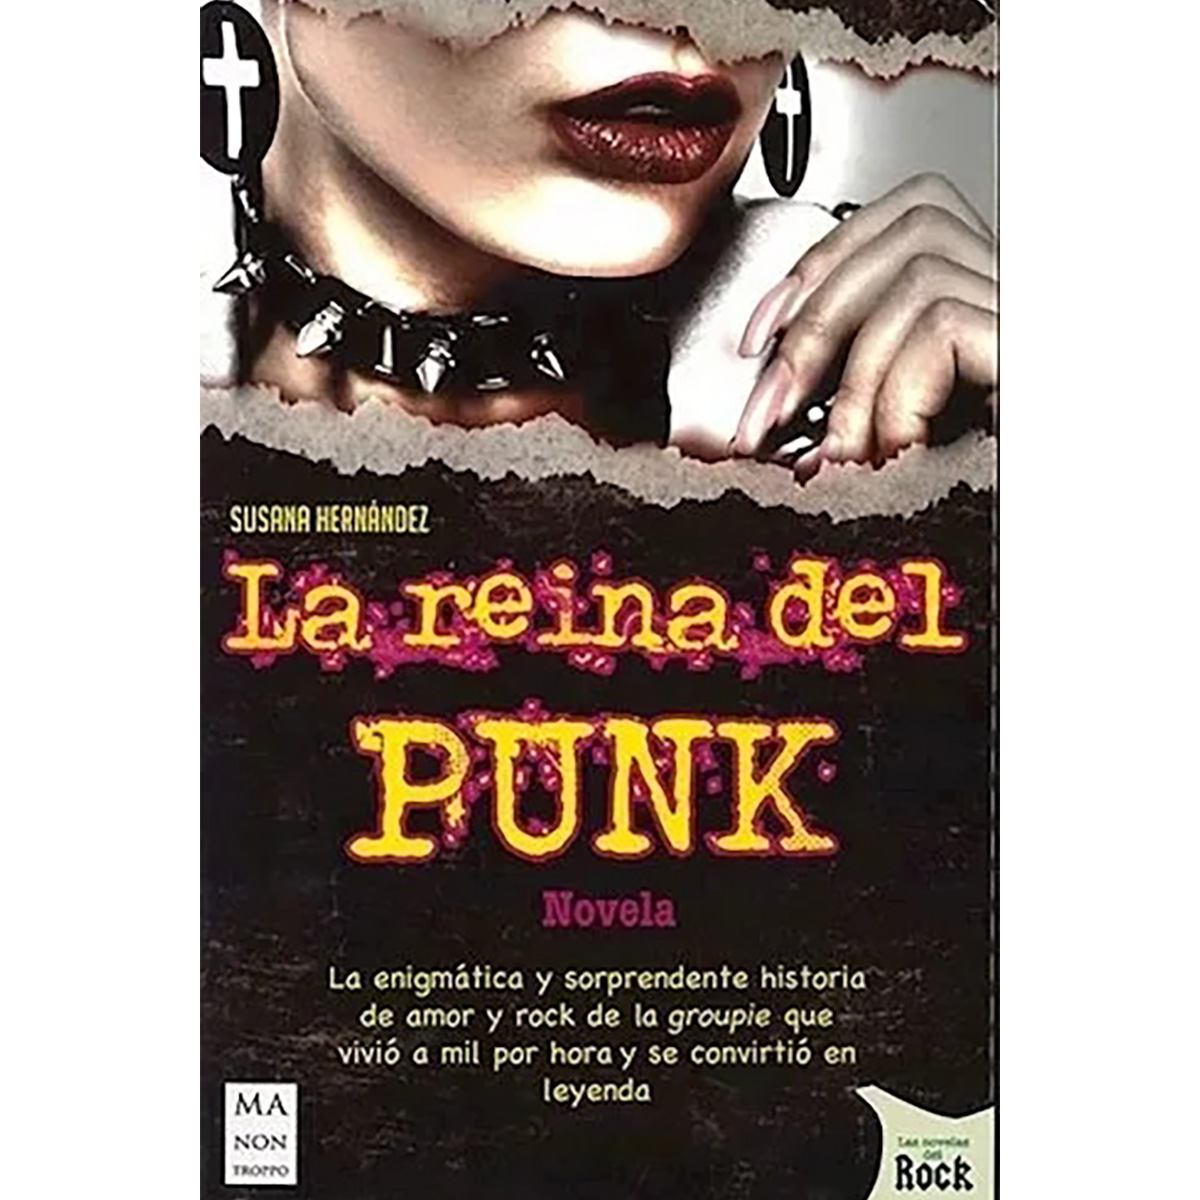 SUSANA HERNÁNDEZ
La reina del
PUNK
Novela
La enigmática y sorprendente historia
de amor y rock de la groupie que
vivió a mil por hora y se convirtió en
leyenda
MA
NON
TROPPO
Las novelas
del
Rock